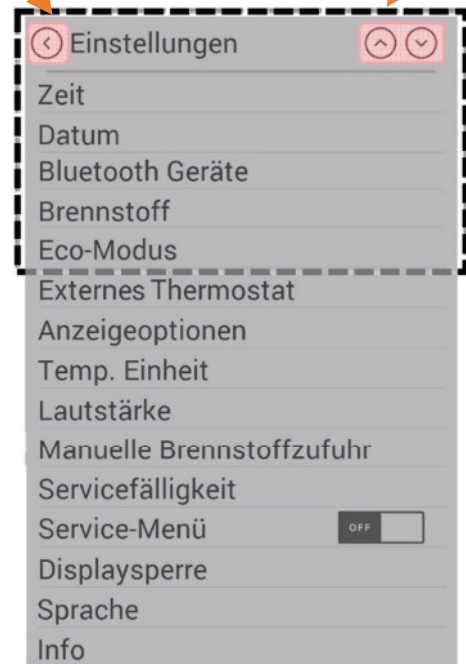 Einstellungen
Zeit
Datum
Bluetooth Geräte
Brennstoff
Eco-Modus
Externes Thermostat
Anzeigeoptionen
Temp. Einheit
Lautstärke
Manuelle Brennstoffzufuhr
Servicefälligkeit
Service-Menü OFF
Displaysperre
Sprache
Info